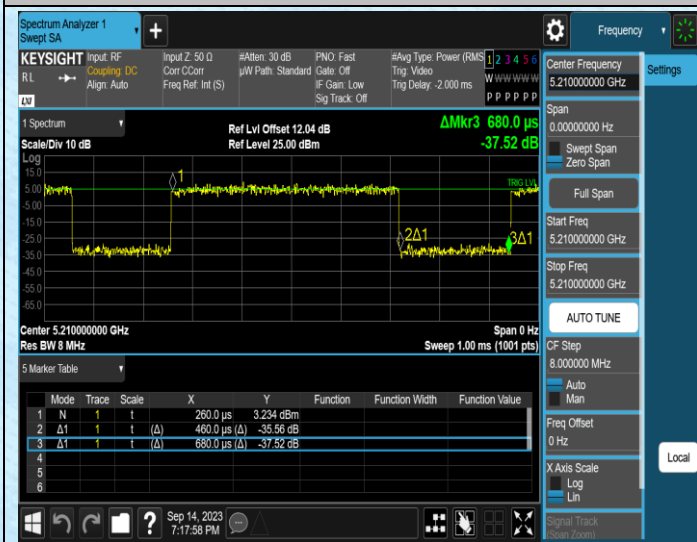 Spectrum Analyzer 1
Swept SA
Frequency
KEYSIGHT Input: RF Input Z: 50 Ω #Atten: 30 dB PNO: Fast #Avg Type: Power (RMS 1 2 3 4 5 6
RL Coupling: DC Corr CCorr µW Path: Standard Gate: Off Trig: Video W W W W W W
Align: Auto Freq Ref: Int (S) IF Gain: Low Trig Delay: -2.000 ms
Sig Track: Off P P P P P P
LXI
1 Spectrum
Scale/Div 10 dB
Ref Lvl Offset 12.04 dB
Ref Level 25.00 dBm
ΔMkr3 680.0 µs
-37.52 dB
Log
15.0
5.00
-5.00
-15.0
-25.0
-35.0
-45.0
-55.0
-65.0
TRIG LVL
1
2Δ1
3Δ1
Center 5.210000000 GHz Span 0 Hz
Res BW 8 MHz Sweep 1.00 ms (1001 pts)
5 Marker Table
Mode Trace Scale X Y Function Function Width Function Value
1 N 1 t 260.0 µs 3.234 dBm
2 Δ1 1 t (Δ) 460.0 µs (Δ) -35.56 dB
3 Δ1 1 t (Δ) 680.0 µs (Δ) -37.52 dB
4
5
6
Sep 14, 2023
7:17:58 PM
Center Frequency
5.210000000 GHz
Span
0.00000000 Hz
Swept Span
Zero Span
Full Span
Start Freq
5.210000000 GHz
Stop Freq
5.210000000 GHz
AUTO TUNE
CF Step
8.000000 MHz
Auto
Man
Freq Offset
0 Hz
X Axis Scale
Log
Lin
Signal Track
(Span Zoom)
Settings
Local